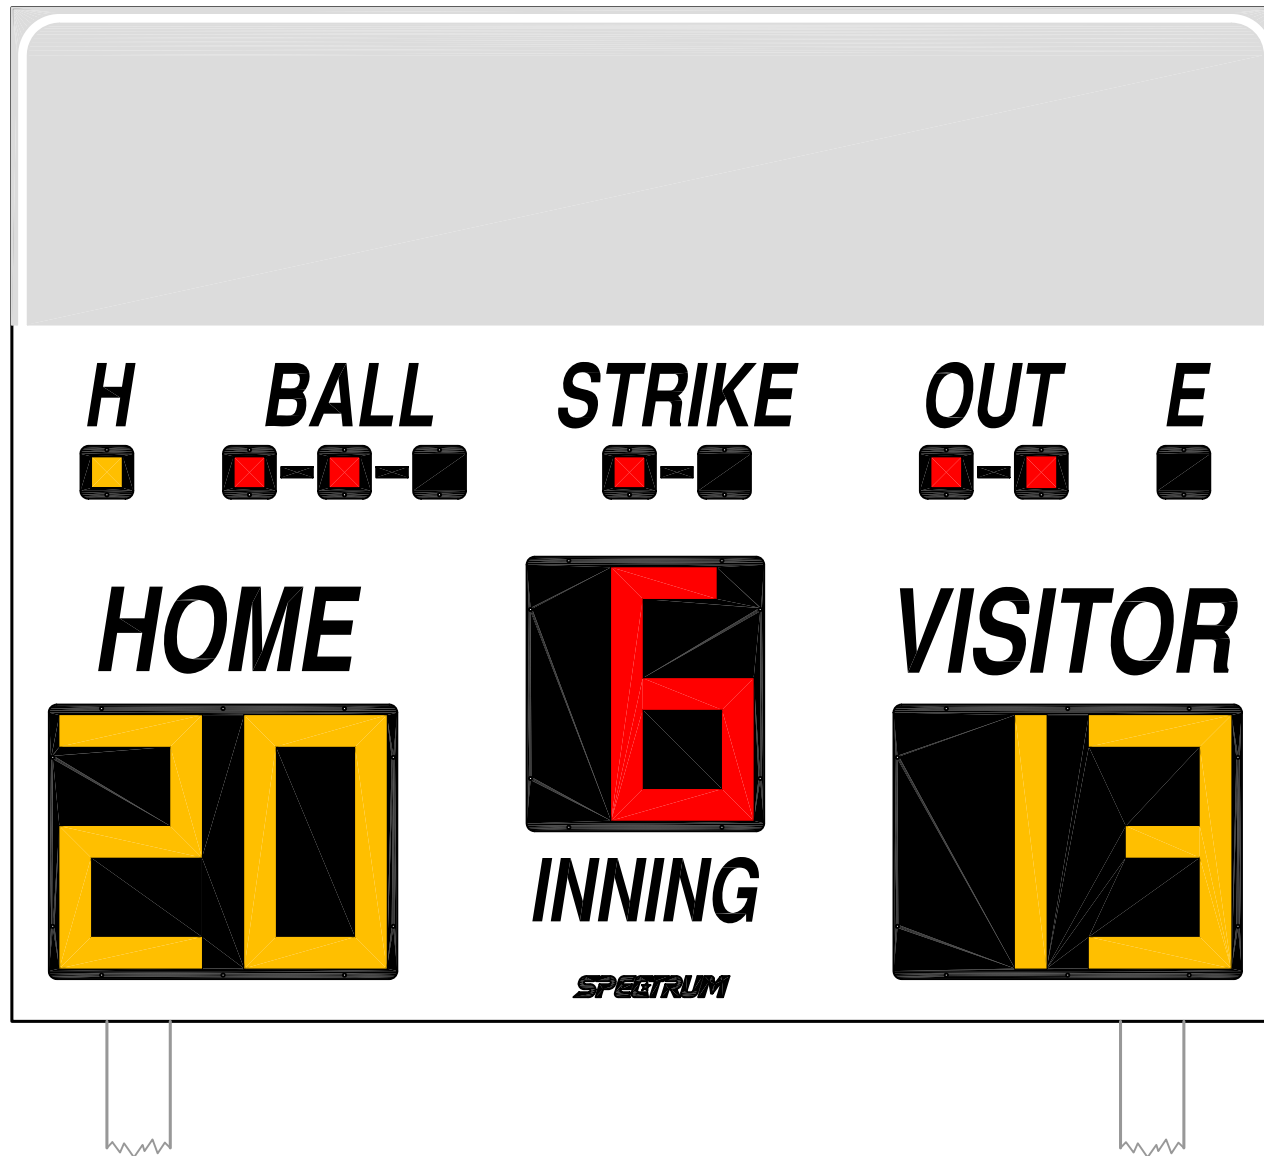 H BALL STRIKE OUT E
HOME VISITOR
6
20 13
INNING
SPECTRUM